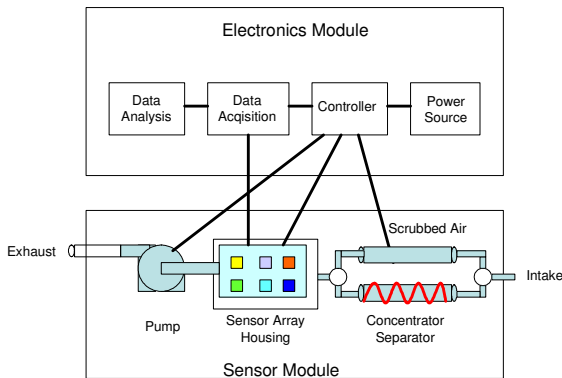 Electronics Module
Data
Analysis
Data
Acqisition
Controller
Power
Source
Scrubbed Air
Exhaust
Intake
Pump
Sensor Array
Housing
Concentrator
Separator
Sensor Module